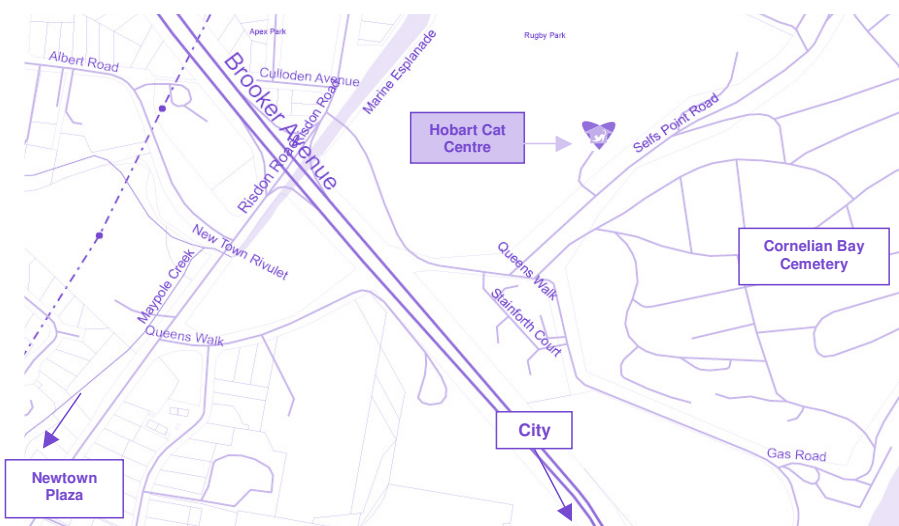 Apex Park
Rugby Park
Albert Road
Culloden Avenue
Marine Esplanade
Brooker Avenue
Risdon Road
Risdon Road
Hobart Cat
Centre
Selfs Point Road
New Town Rivulet
Maypole Creek
Queens Walk
Stainforth Court
Cornelian Bay
Cemetery
Queens Walk
City
Gas Road
Newtown
Plaza